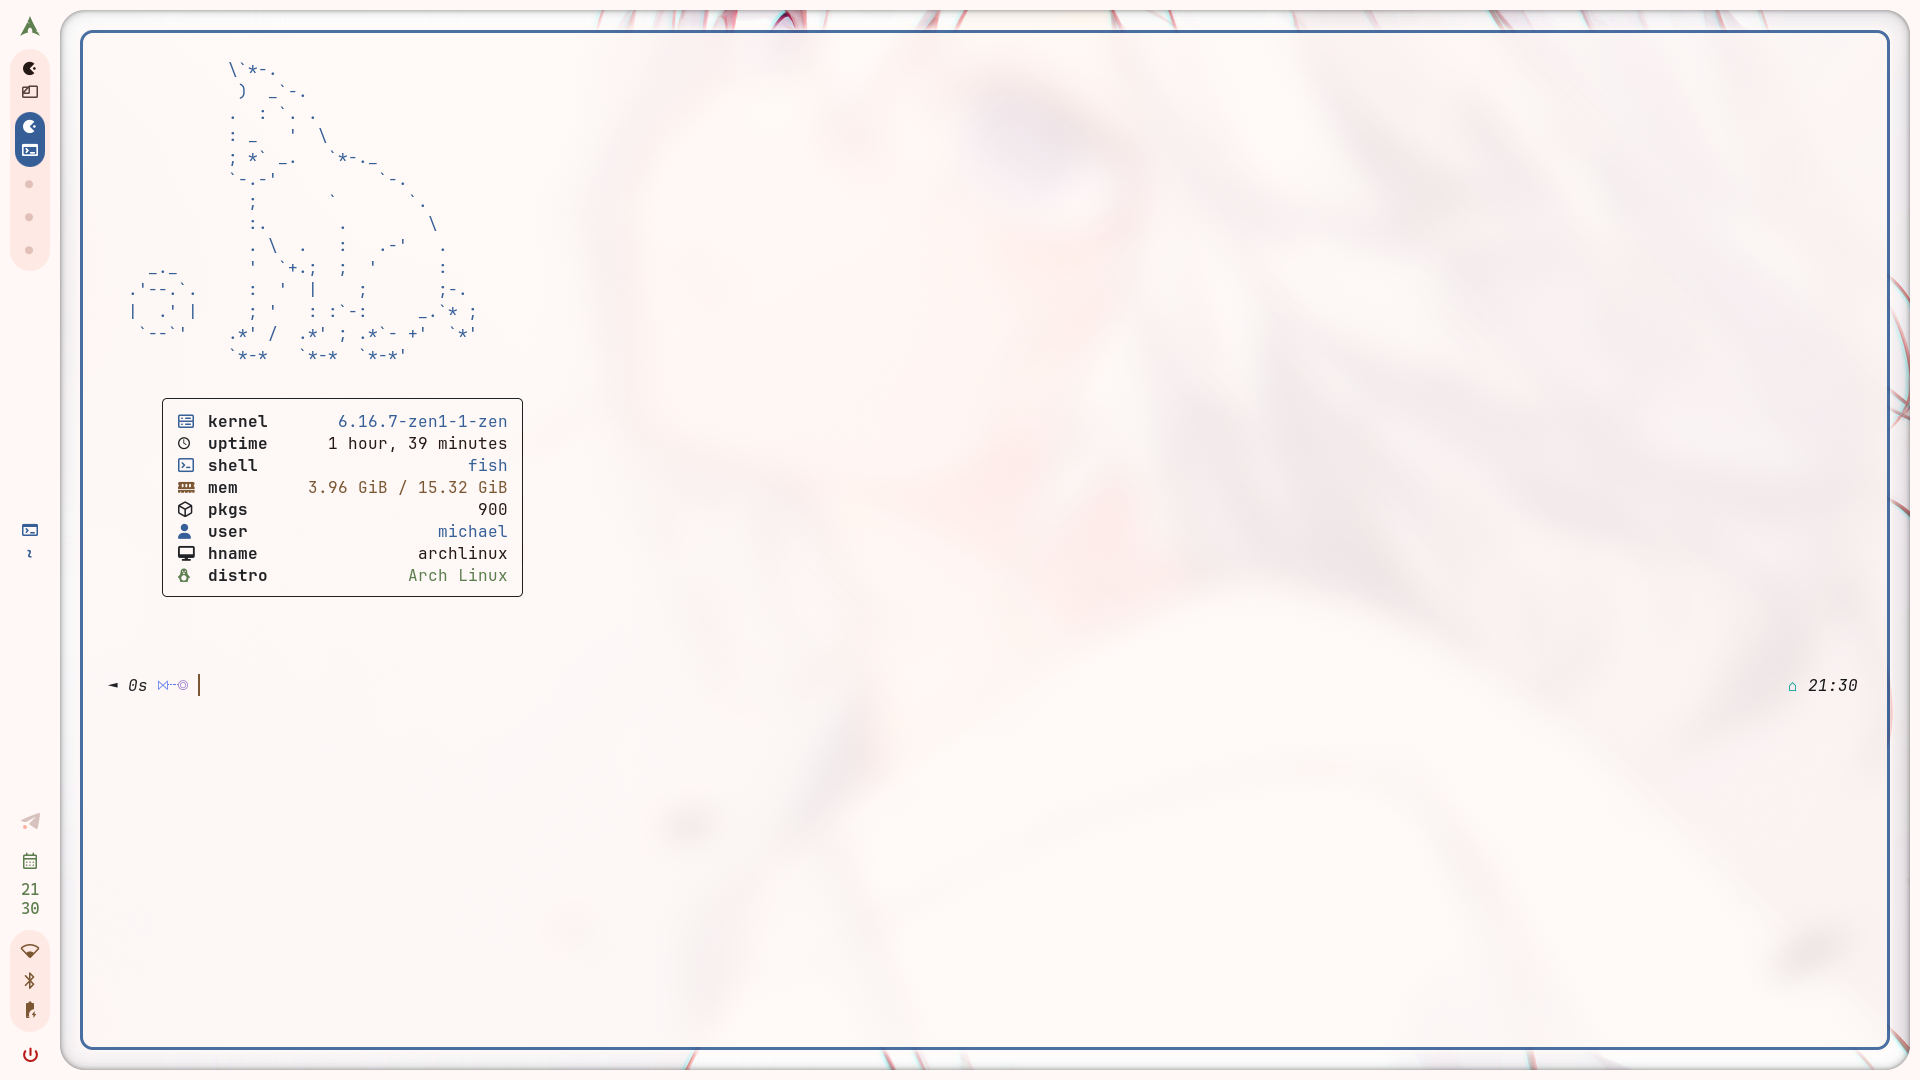 kernel 6.16.7-zen1-1-zen
uptime 1 hour, 39 minutes
shell fish
mem 3.96 GiB / 15.32 GiB
pkgs 900
user michael
hname archlinux
distro Arch Linux
◄ 0s ⋈┄◎
⌂ 21:30
21
30